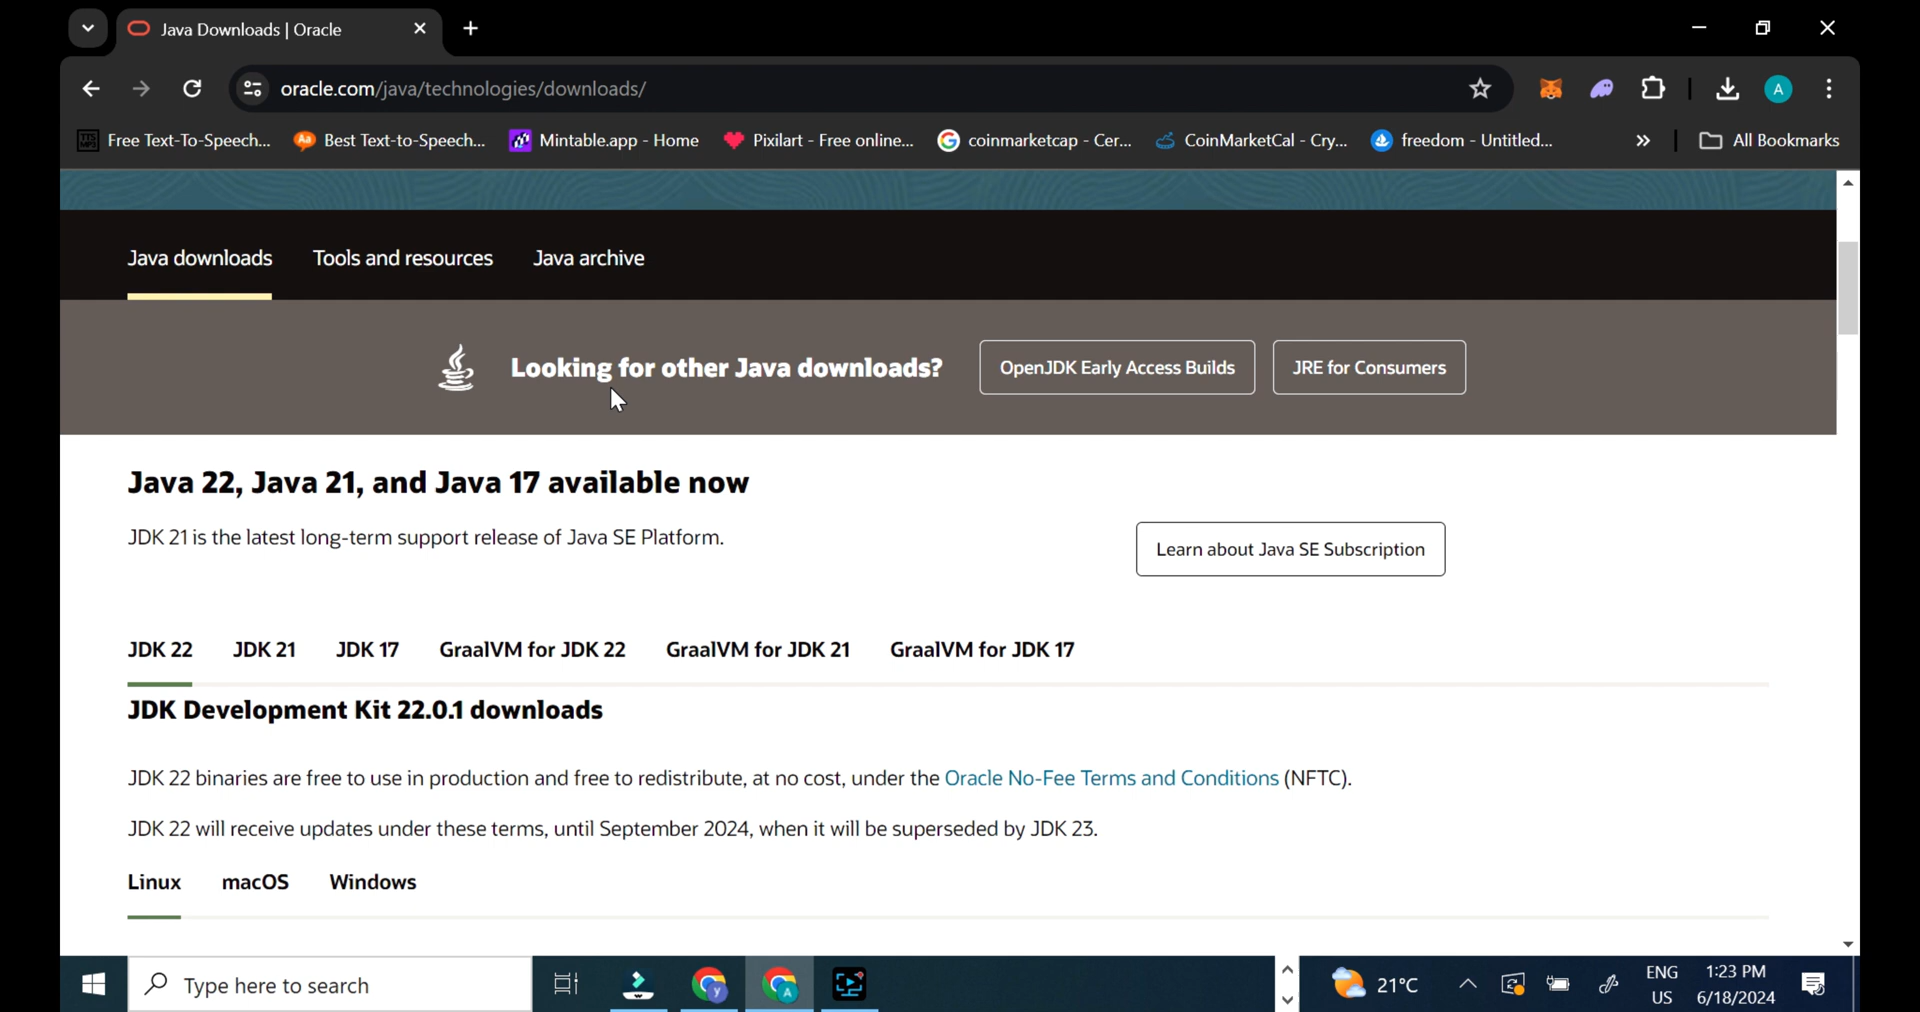 Java Downloads | Oracle
oracle.com/java/technologies/downloads/
A
TTS MP3 Free Text-To-Speech... Aa Best Text-to-Speech... Mintable.app - Home Pixilart - Free online... coinmarketcap - Cer... CoinMarketCal - Cry... freedom - Untitled... » All Bookmarks
Java downloads Tools and resources Java archive
Looking for other Java downloads? OpenJDK Early Access Builds JRE for Consumers
Java 22, Java 21, and Java 17 available now
JDK 21 is the latest long-term support release of Java SE Platform.
Learn about Java SE Subscription
JDK 22 JDK 21 JDK 17 GraalVM for JDK 22 GraalVM for JDK 21 GraalVM for JDK 17
JDK Development Kit 22.0.1 downloads
JDK 22 binaries are free to use in production and free to redistribute, at no cost, under the Oracle No-Fee Terms and Conditions (NFTC).
JDK 22 will receive updates under these terms, until September 2024, when it will be superseded by JDK 23.
Linux macOS Windows
Type here to search W y A 21°C
ENG 1:23 PM
US 6/18/2024